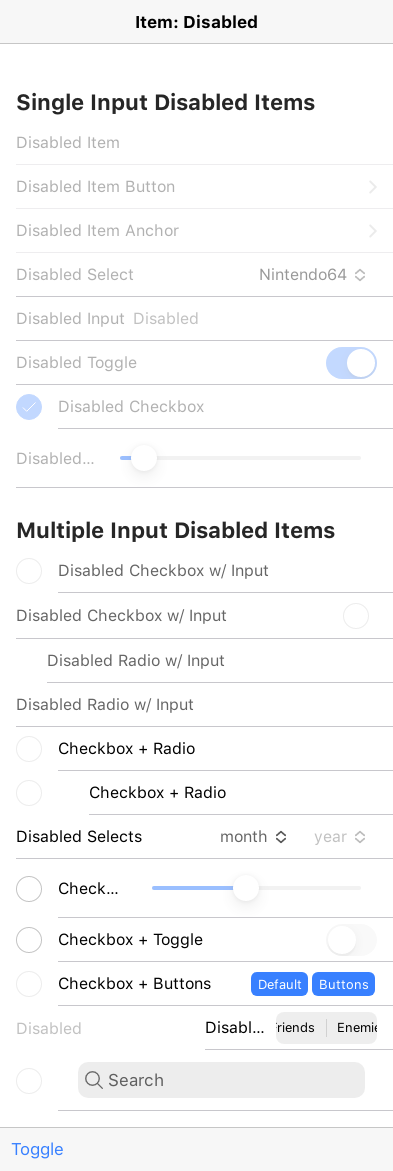 Item: Disabled
Single Input Disabled Items
Disabled Item
Disabled Item Button
Disabled Item Anchor
Disabled Select Nintendo64
Disabled Input Disabled
Disabled Toggle
Disabled Checkbox
Disabled...
Multiple Input Disabled Items
Disabled Checkbox w/ Input
Disabled Checkbox w/ Input
Disabled Radio w/ Input
Disabled Radio w/ Input
Checkbox + Radio
Checkbox + Radio
Disabled Selects month year
Check...
Checkbox + Toggle
Checkbox + Buttons Default Buttons
Disabled Disabl... riends Enemie
Search
Toggle